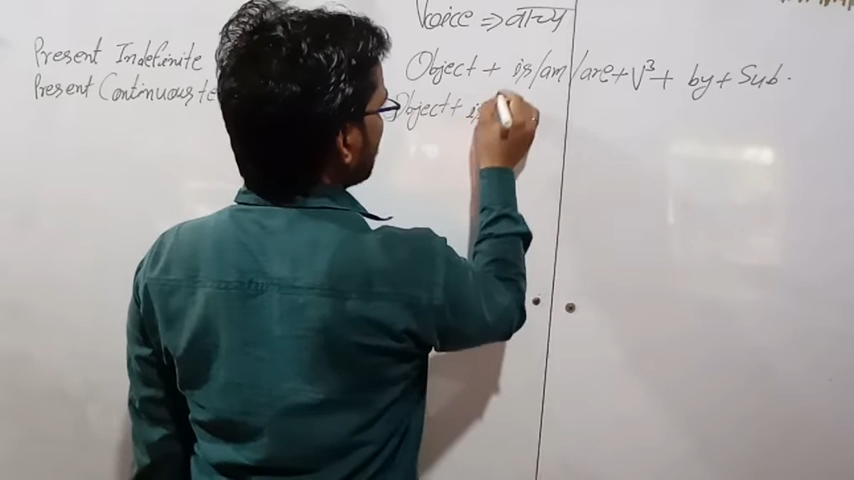 Voice ⇒ वाच्य
Present Indefinite Object + is/am/are + V³ + by + Sub.
Present Continuous te Object + is